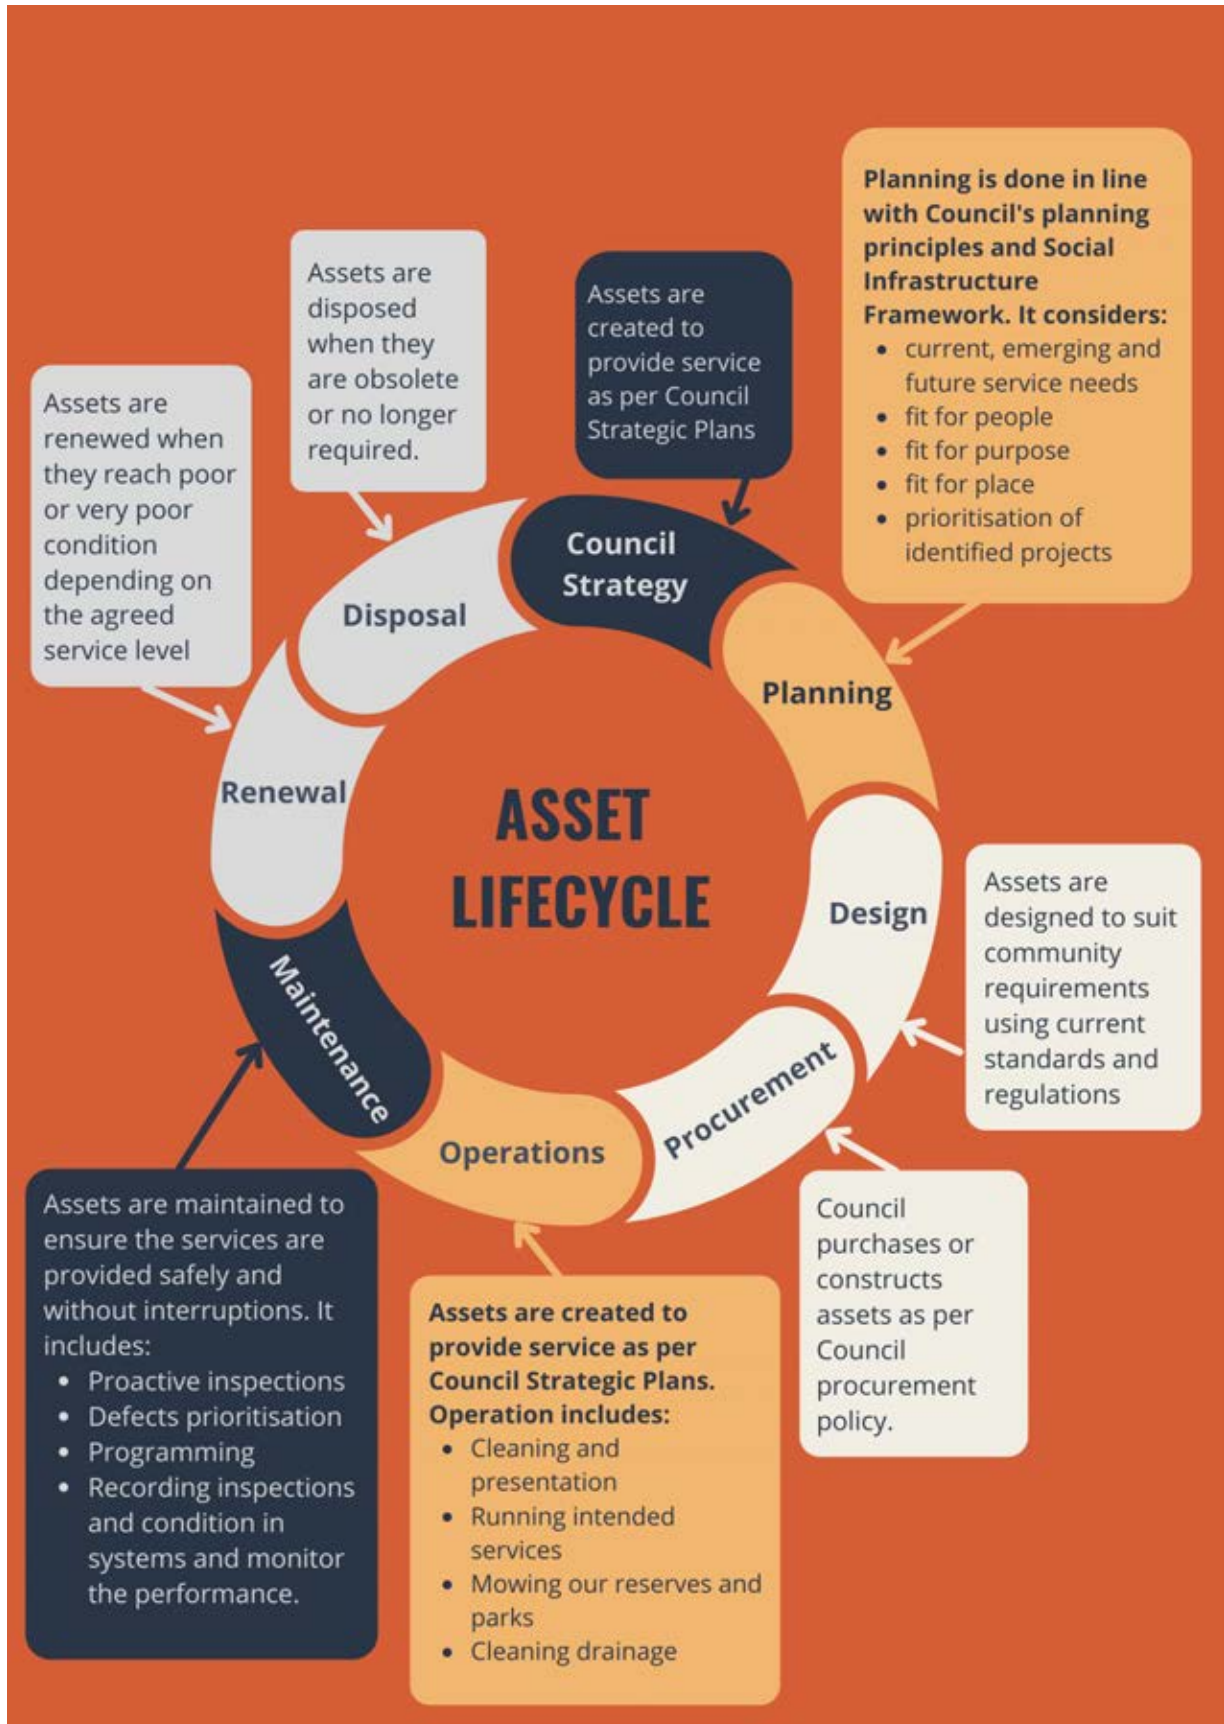 ASSET
LIFECYCLE
Council
Strategy
Assets are
created to
provide service
as per Council
Strategic Plans
Planning
Planning is done in line
with Council's planning
principles and Social
Infrastructure
Framework. It considers:
• current, emerging and
future service needs
• fit for people
• fit for purpose
• fit for place
• prioritisation of
identified projects
Design
Assets are
designed to suit
community
requirements
using current
standards and
regulations
Procurement
Council
purchases or
constructs
assets as per
Council
procurement
policy.
Operations
Assets are created to
provide service as per
Council Strategic Plans.
Operation includes:
• Cleaning and
presentation
• Running intended
services
• Mowing our reserves and
parks
• Cleaning drainage
Maintenance
Assets are maintained to
ensure the services are
provided safely and
without interruptions. It
includes:
• Proactive inspections
• Defects prioritisation
• Programming
• Recording inspections
and condition in
systems and monitor
the performance.
Renewal
Assets are
renewed when
they reach poor
or very poor
condition
depending on
the agreed
service level
Disposal
Assets are
disposed
when they
are obsolete
or no longer
required.